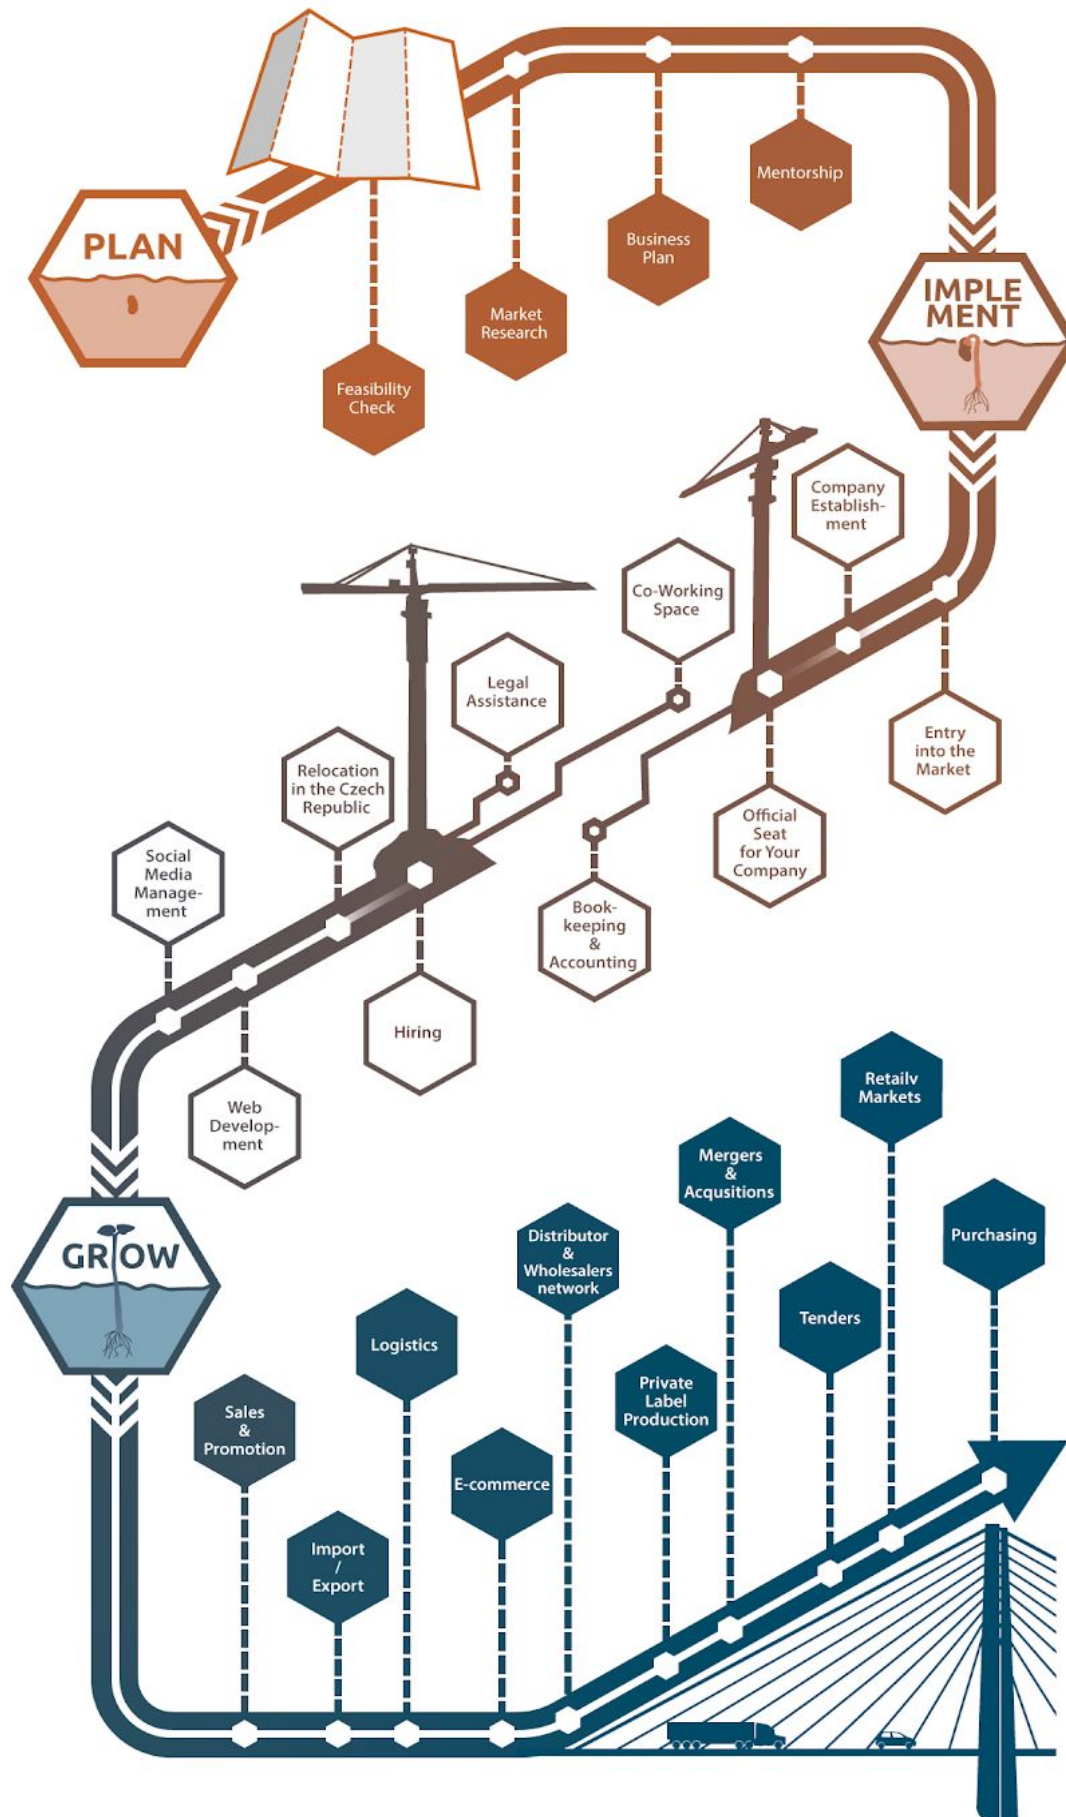 PLAN
Feasibility
Check
Market
Research
Business
Plan
Mentorship
IMPLE
MENT
Entry
into the
Market
Company
Establish-
ment
Official
Seat
for Your
Company
Co-Working
Space
Book-
keeping
&
Accounting
Legal
Assistance
Hiring
Relocation
in the Czech
Republic
Web
Develop-
ment
Social
Media
Manage-
ment
GROW
Sales
&
Promotion
Import
/
Export
Logistics
E-commerce
Distributor
&
Wholesalers
network
Private
Label
Production
Mergers
&
Acqusitions
Tenders
Retailv
Markets
Purchasing